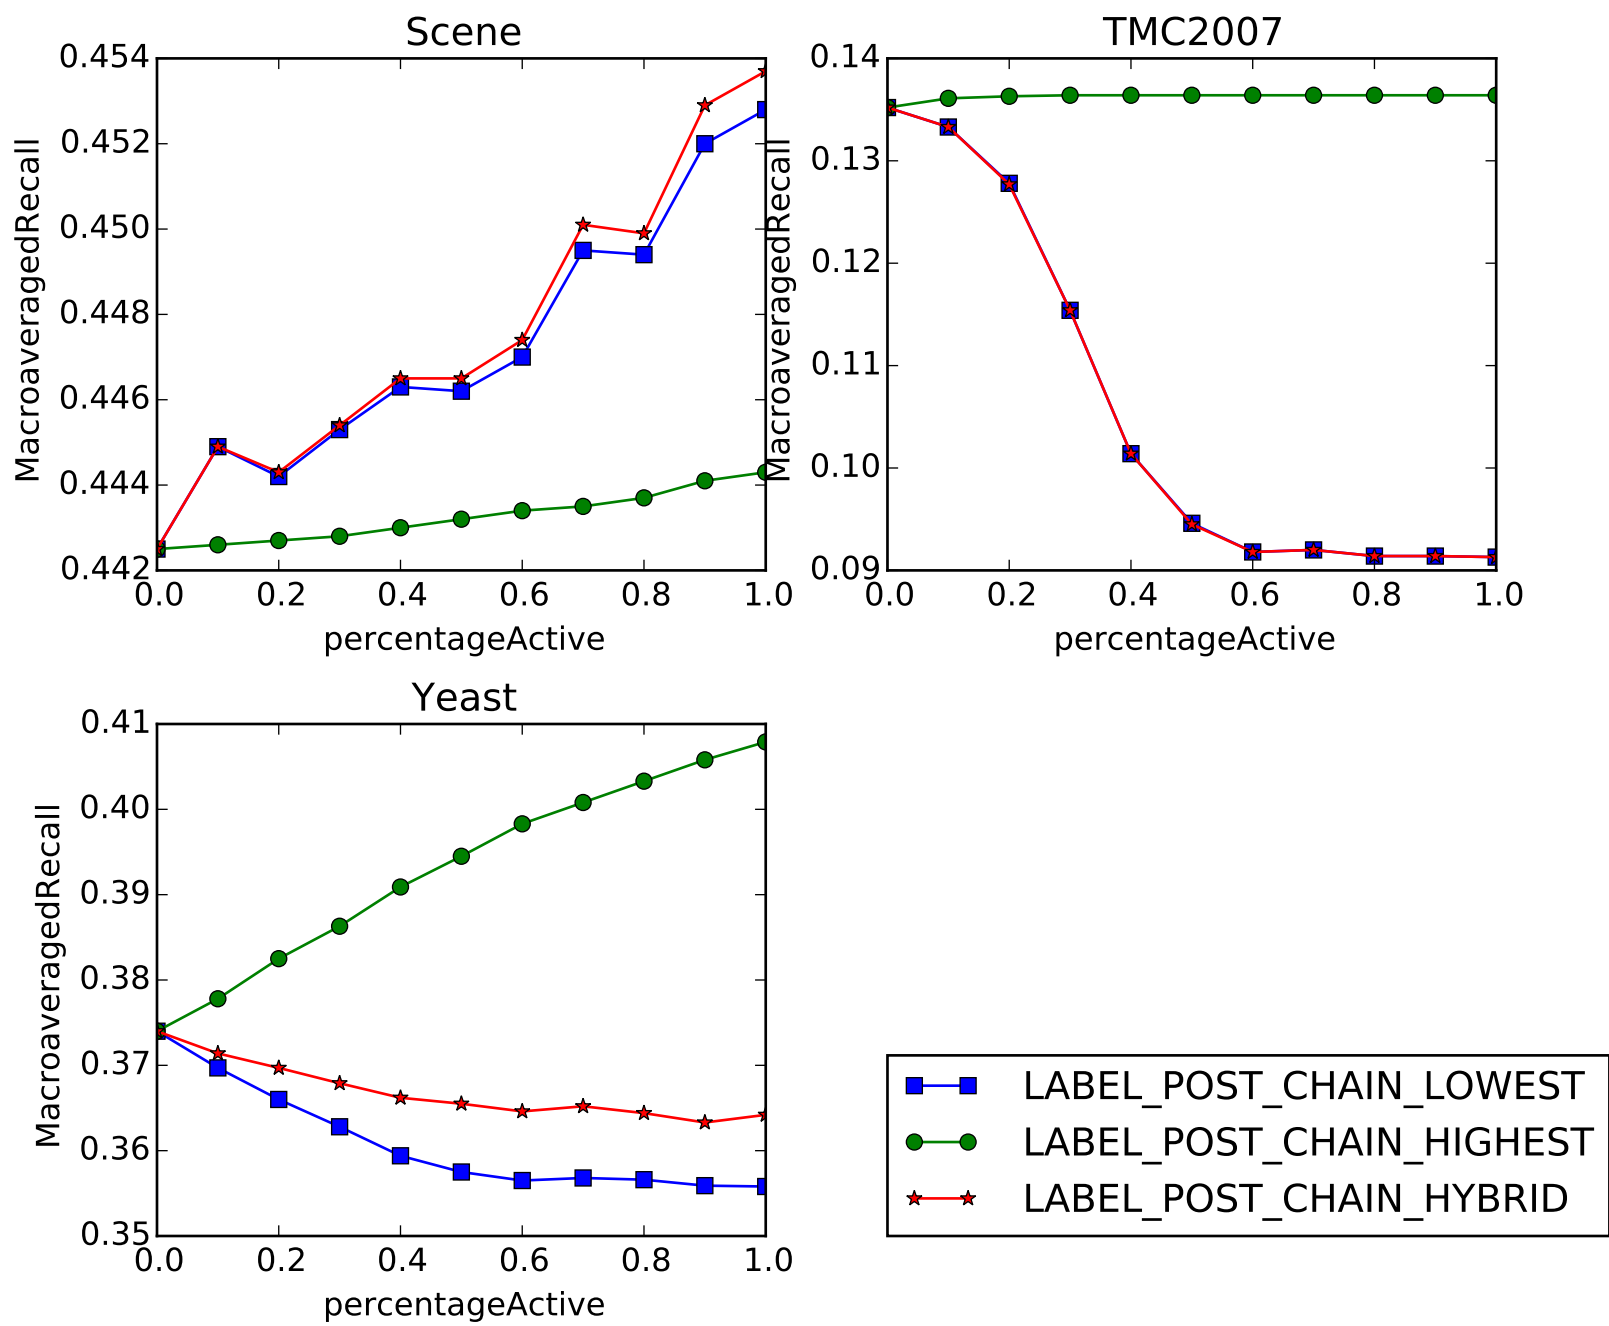 Scene
0.454
0.452
0.450
0.448
0.446
0.444
0.442
MacroaveragedRecall
0.0 0.2 0.4 0.6 0.8 1.0
percentageActive
TMC2007
0.14
0.13
0.12
0.11
0.10
0.09
MacroaveragedRecall
0.0 0.2 0.4 0.6 0.8 1.0
percentageActive
Yeast
0.41
0.40
0.39
0.38
0.37
0.36
0.35
MacroaveragedRecall
0.0 0.2 0.4 0.6 0.8 1.0
percentageActive
LABEL_POST_CHAIN_LOWEST
LABEL_POST_CHAIN_HIGHEST
LABEL_POST_CHAIN_HYBRID